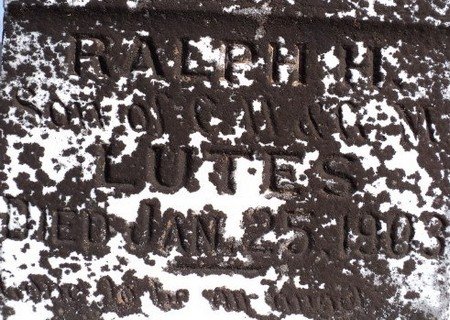 RALPH H.
Son of C. H. & C. M.
LUTES
DIED JAN. 25, 1903